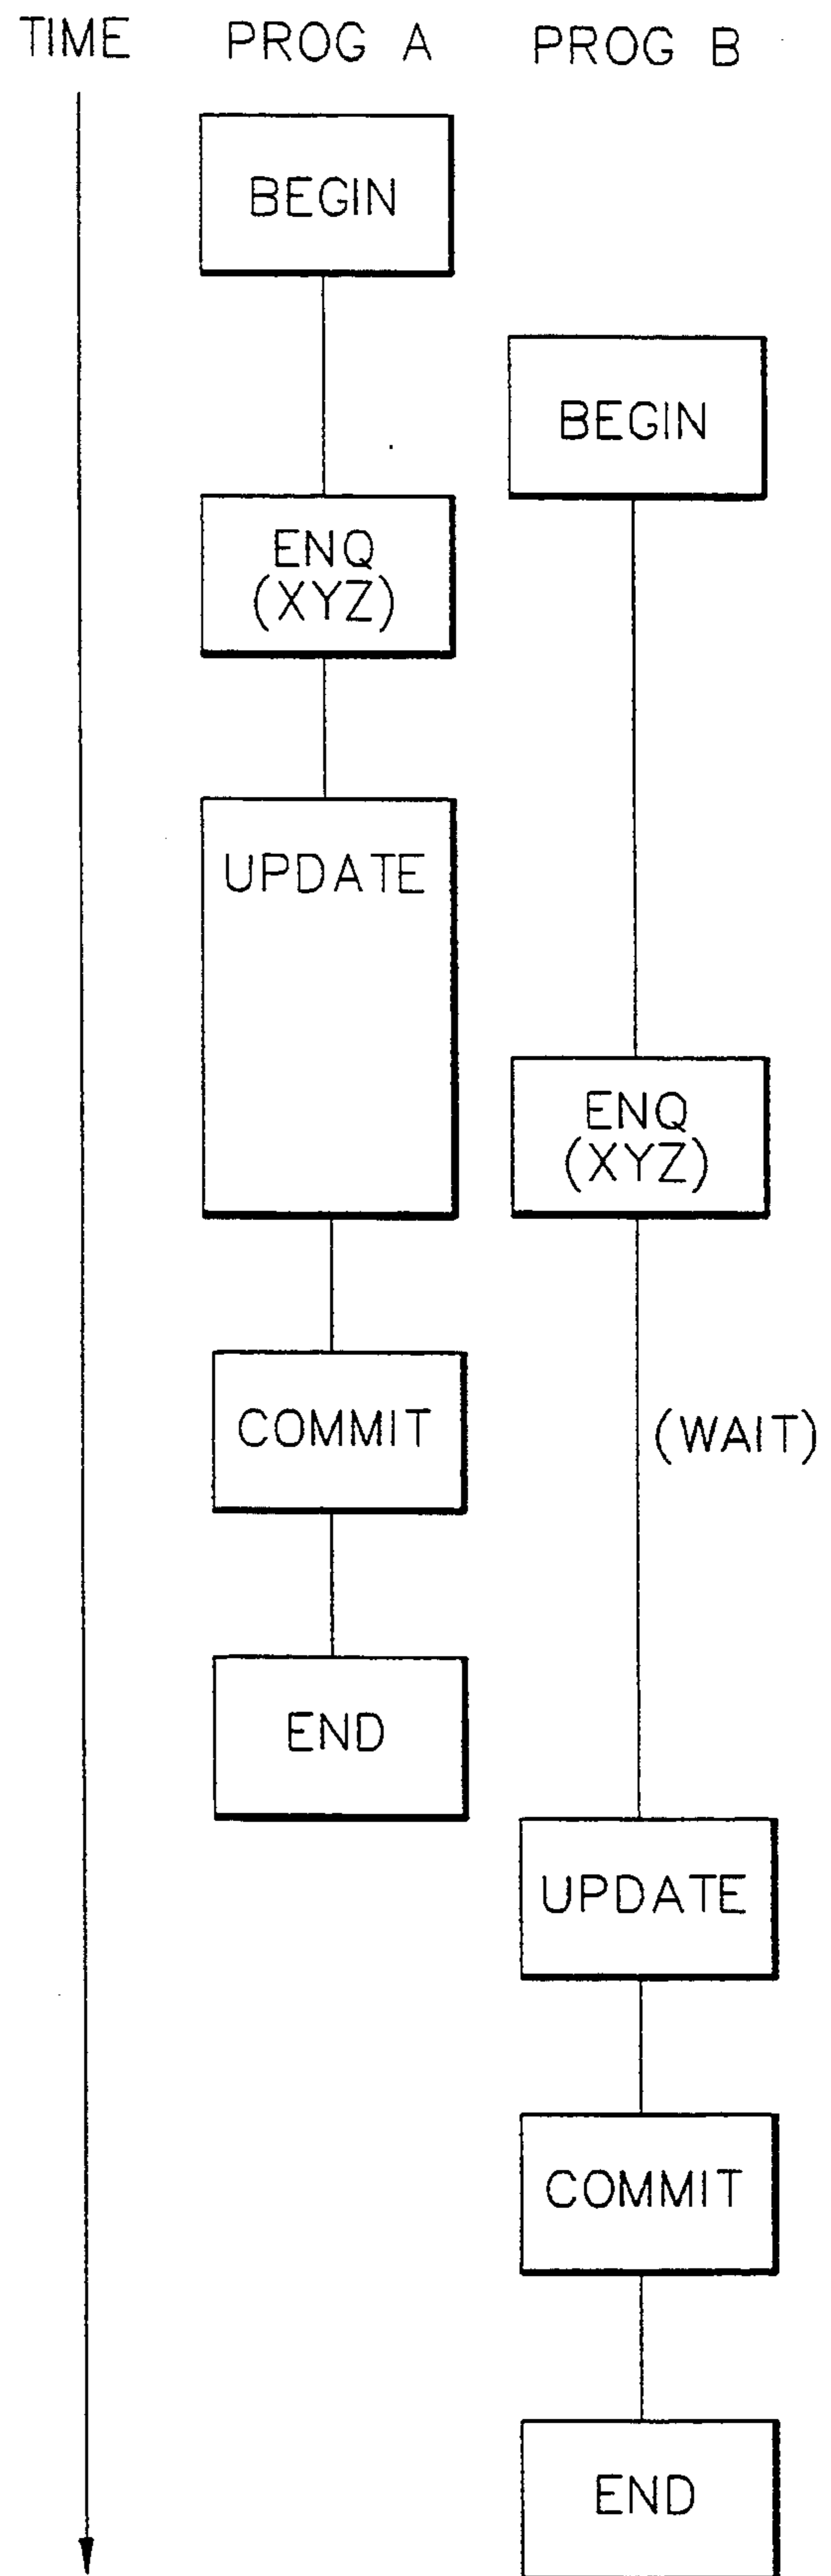 TIME PROG A PROG B
BEGIN
BEGIN
ENQ
(XYZ)
UPDATE
ENQ
(XYZ)
COMMIT
(WAIT)
END
UPDATE
COMMIT
END